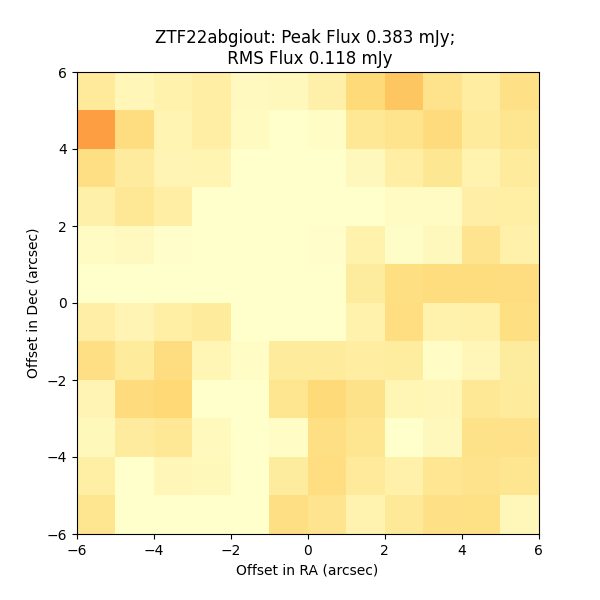 ZTF22abgiout: Peak Flux 0.383 mJy;
RMS Flux 0.118 mJy
6
4
2
0
−2
−4
−6
Offset in Dec (arcsec)
−6 −4 −2 0 2 4 6
Offset in RA (arcsec)